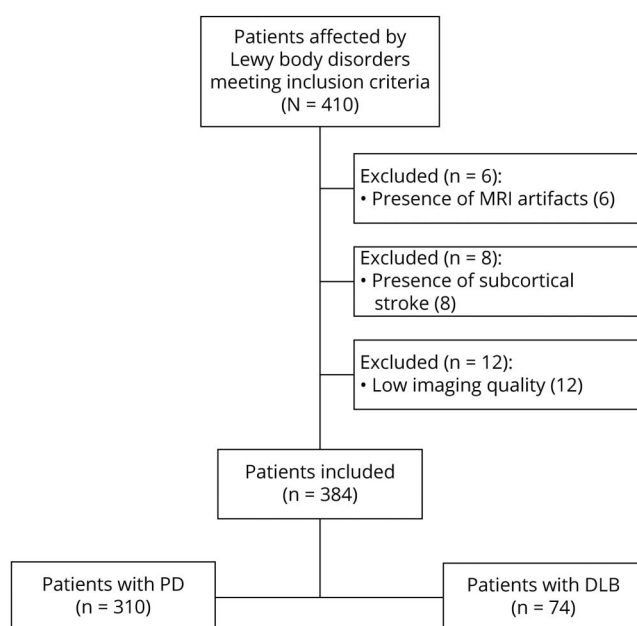 Patients affected by
Lewy body disorders
meeting inclusion criteria
(N = 410)
Excluded (n = 6):
• Presence of MRI artifacts (6)
Excluded (n = 8):
• Presence of subcortical
stroke (8)
Excluded (n = 12):
• Low imaging quality (12)
Patients included
(n = 384)
Patients with PD
(n = 310)
Patients with DLB
(n = 74)